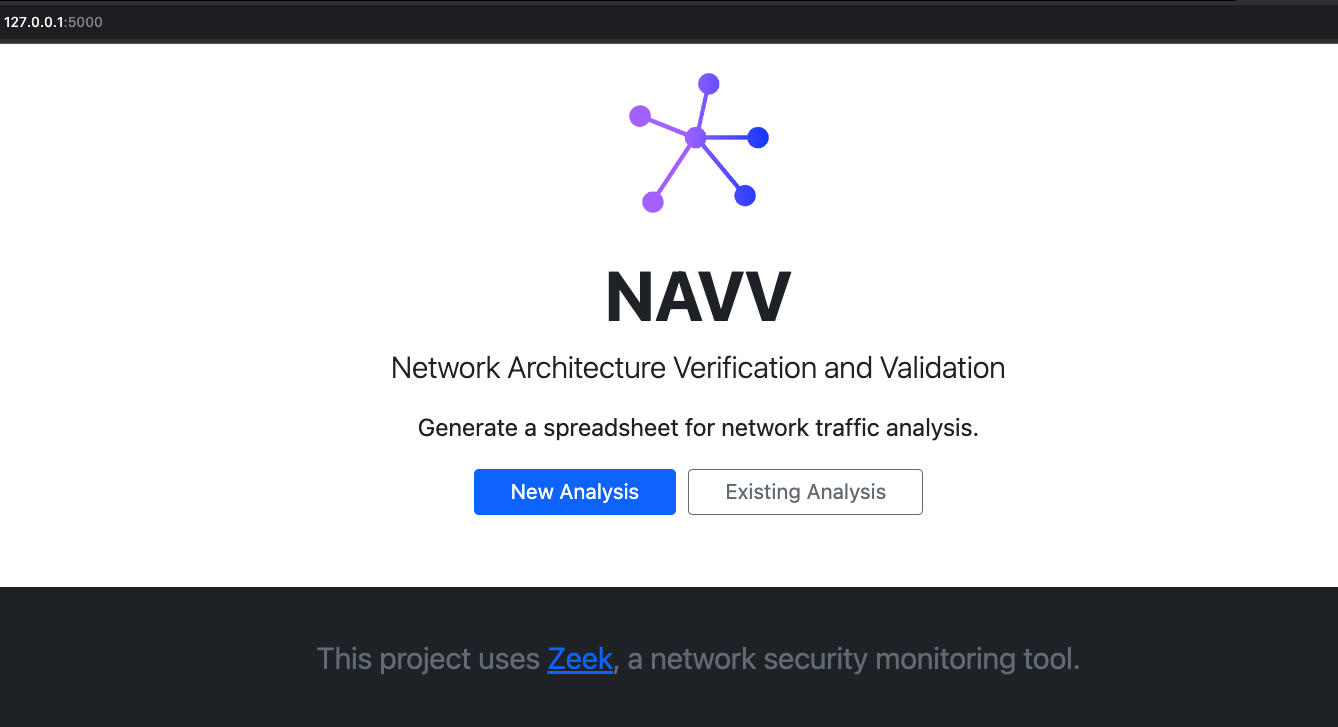 127.0.0.1:5000
NAVV
Network Architecture Verification and Validation
Generate a spreadsheet for network traffic analysis.
New Analysis Existing Analysis
This project uses Zeek, a network security monitoring tool.